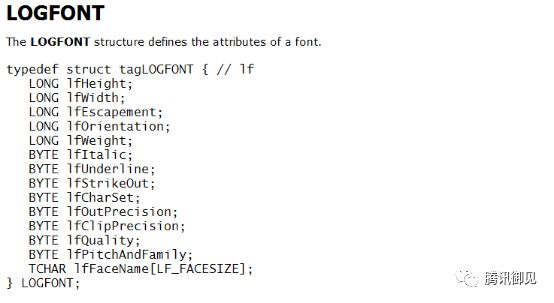 LOGFONT
The LOGFONT structure defines the attributes of a font.
typedef struct tagLOGFONT { // lf
LONG lfHeight;
LONG lfWidth;
LONG lfEscapement;
LONG lfOrientation;
LONG lfWeight;
BYTE lfItalic;
BYTE lfUnderline;
BYTE lfStrikeOut;
BYTE lfCharSet;
BYTE lfOutPrecision;
BYTE lfClipPrecision;
BYTE lfQuality;
BYTE lfPitchAndFamily;
TCHAR lfFaceName[LF_FACESIZE];
} LOGFONT;
腾讯御见